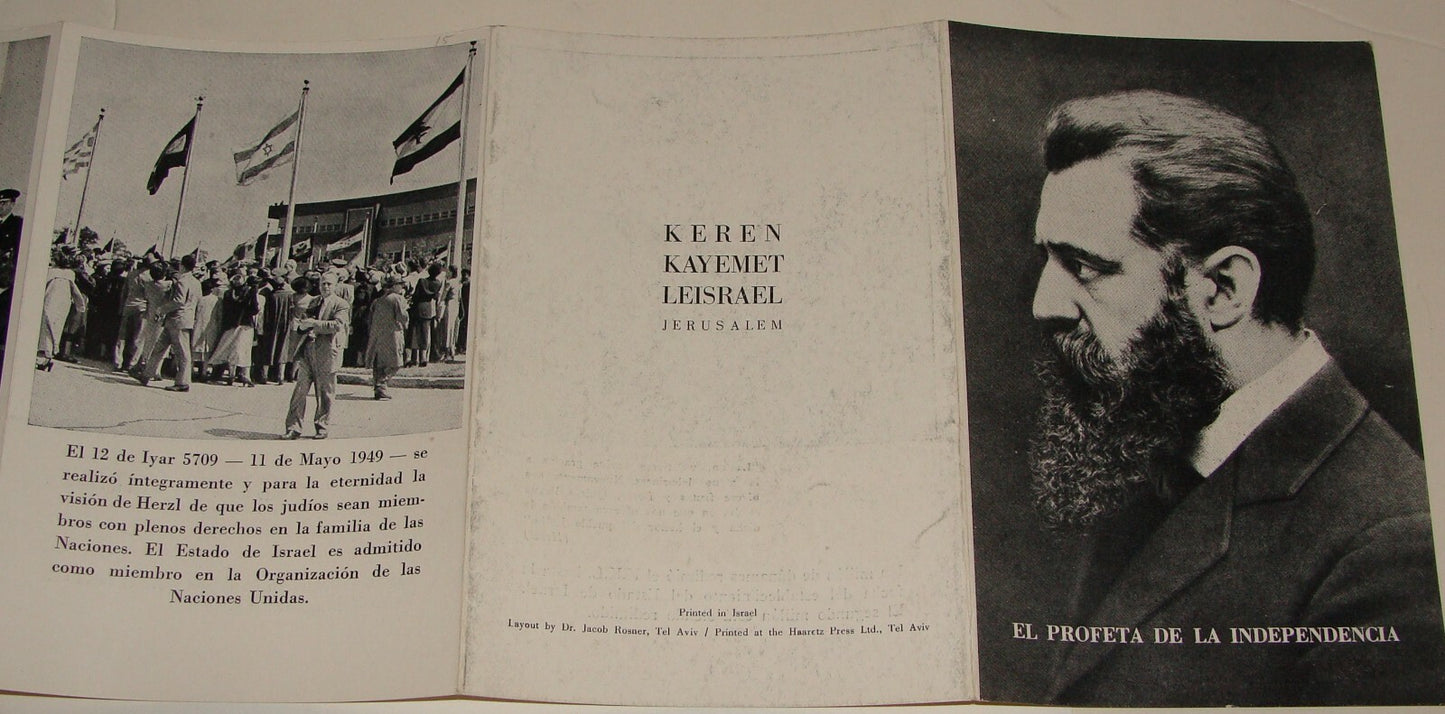 El 12 de Iyar 5709 — 11 de Mayo 1949 — se
realizó íntegramente y para la eternidad la
visión de Herzl de que los judíos sean miem-
bros con plenos derechos en la familia de las
Naciones. El Estado de Israel es admitido
como miembro en la Organización de las
Naciones Unidas.
KEREN
KAYEMET
LEISRAEL
JERUSALEM
Printed in Israel
Layout by Dr. Jacob Rosner, Tel Aviv / Printed at the Haaretz Press Ltd., Tel Aviv
EL PROFETA DE LA INDEPENDENCIA
15